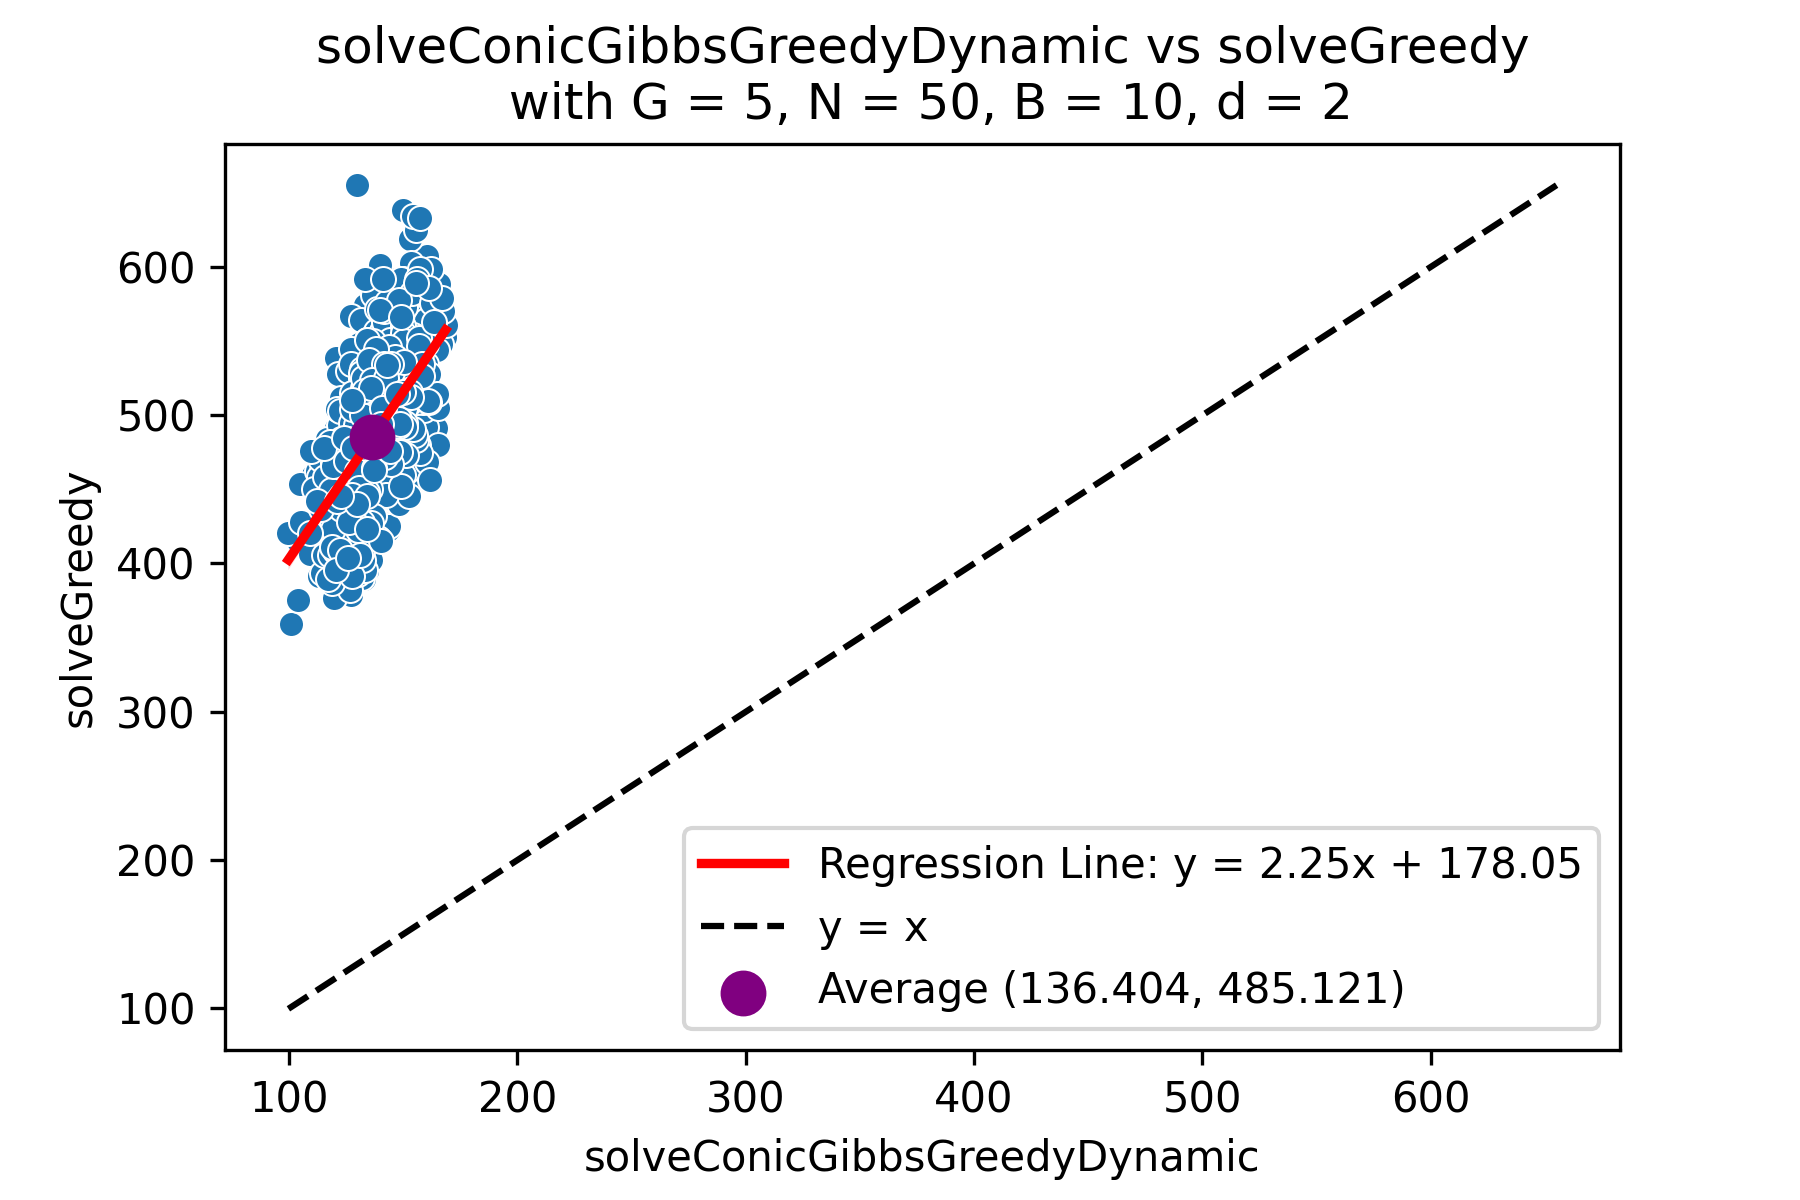 solveConicGibbsGreedyDynamic vs solveGreedy
with G = 5, N = 50, B = 10, d = 2
solveGreedy
600
500
400
300
200
100
Regression Line: y = 2.25x + 178.05
y = x
Average (136.404, 485.121)
100 200 300 400 500 600
solveConicGibbsGreedyDynamic